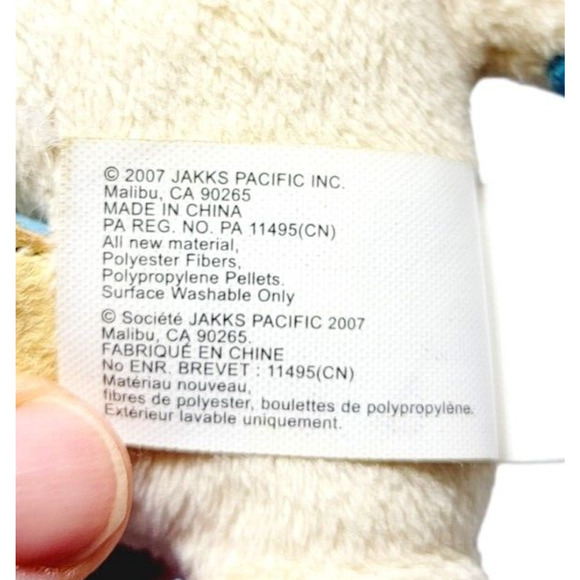 © 2007 JAKKS PACIFIC INC.
Malibu, CA 90265
MADE IN CHINA
PA REG. NO. PA 11495(CN)
All new material,
Polyester Fibers,
Polypropylene Pellets.
Surface Washable Only
© Société JAKKS PACIFIC 2007
Malibu, CA 90265.
FABRIQUÉ EN CHINE
No ENR. BREVET : 11495(CN)
Matériau nouveau,
fibres de polyester, boulettes de polypropylène.
Extérieur lavable uniquement.